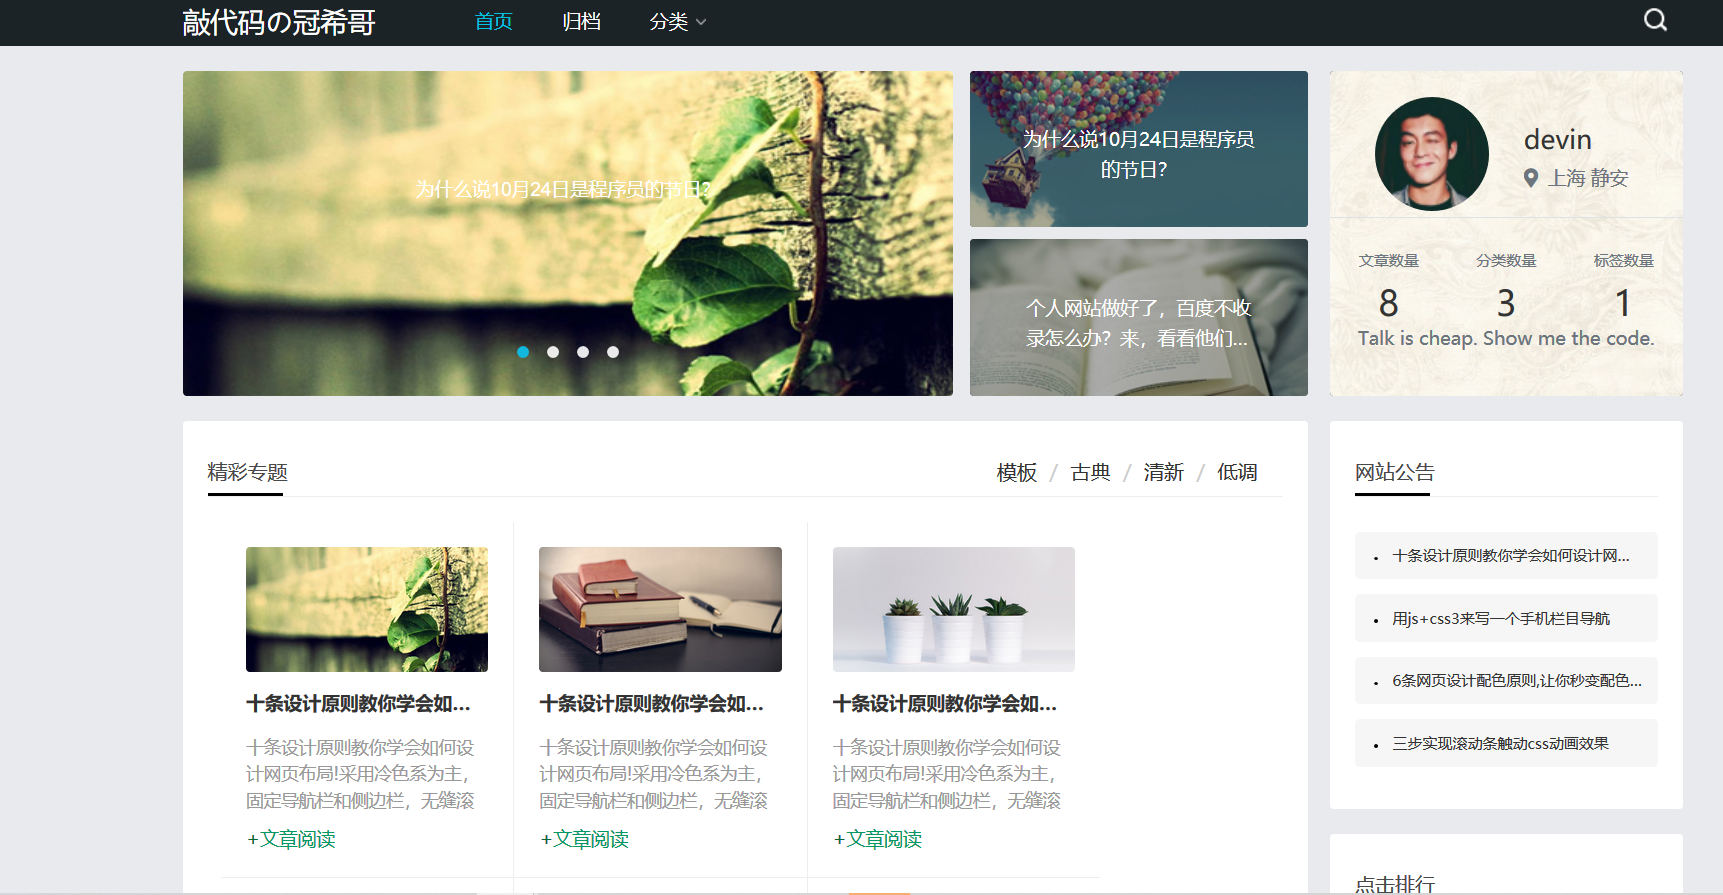 敲代码の冠希哥
首页
归档
分类
为什么说10月24日是程序员的节日?
为什么说10月24日是程序员
的节日?
个人网站做好了，百度不收
录怎么办？来，看看他们...
devin
上海 静安
文章数量
分类数量
标签数量
8
3
1
Talk is cheap. Show me the code.
精彩专题
模板 / 古典 / 清新 / 低调
十条设计原则教你学会如...
十条设计原则教你学会如何设
计网页布局!采用冷色系为主，
固定导航栏和侧边栏，无缝滚
+文章阅读
十条设计原则教你学会如...
十条设计原则教你学会如何设
计网页布局!采用冷色系为主，
固定导航栏和侧边栏，无缝滚
+文章阅读
十条设计原则教你学会如...
十条设计原则教你学会如何设
计网页布局!采用冷色系为主，
固定导航栏和侧边栏，无缝滚
+文章阅读
网站公告
• 十条设计原则教你学会如何设计网...
• 用js+css3来写一个手机栏目导航
• 6条网页设计配色原则,让你秒变配色...
• 三步实现滚动条触动css动画效果
点击排行